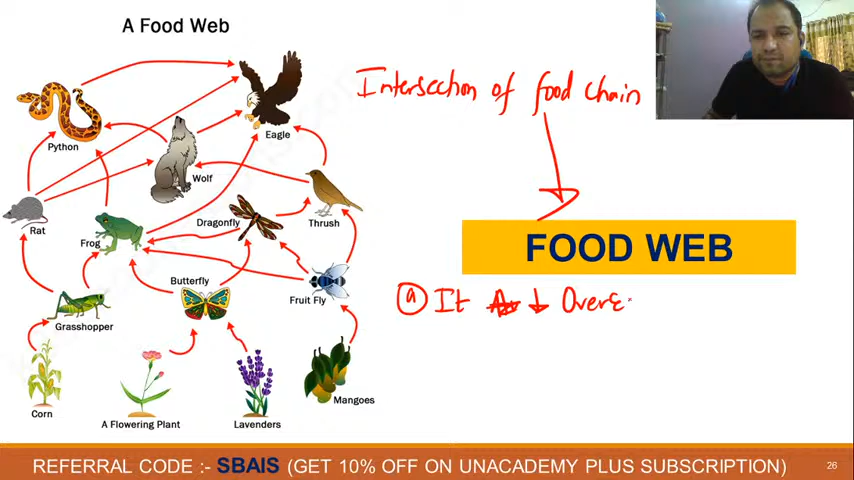 A Food Web
Intersection of food chain
Eagle
Python
Wolf
Rat
Frog
Dragonfly
Thrush
FOOD WEB
Butterfly
Fruit Fly
Grasshopper
(a) It ↓ Overe
Corn
A Flowering Plant
Lavenders
Mangoes
REFERRAL CODE :- SBAIS (GET 10% OFF ON UNACADEMY PLUS SUBSCRIPTION)
26